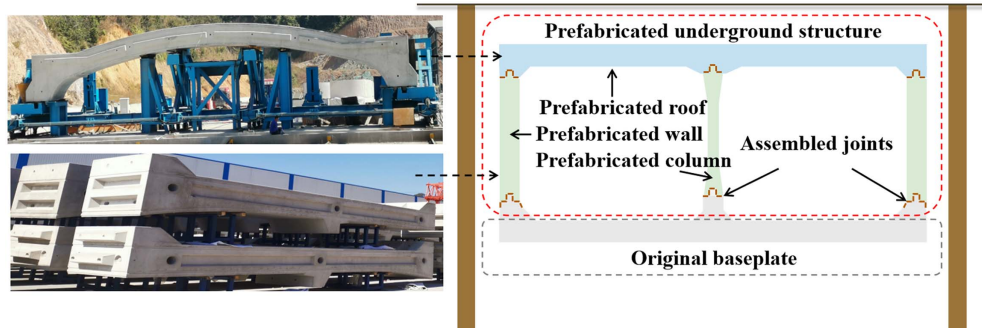 Prefabricated underground structure
Prefabricated roof
Prefabricated wall
Prefabricated column
Assembled joints
Original baseplate